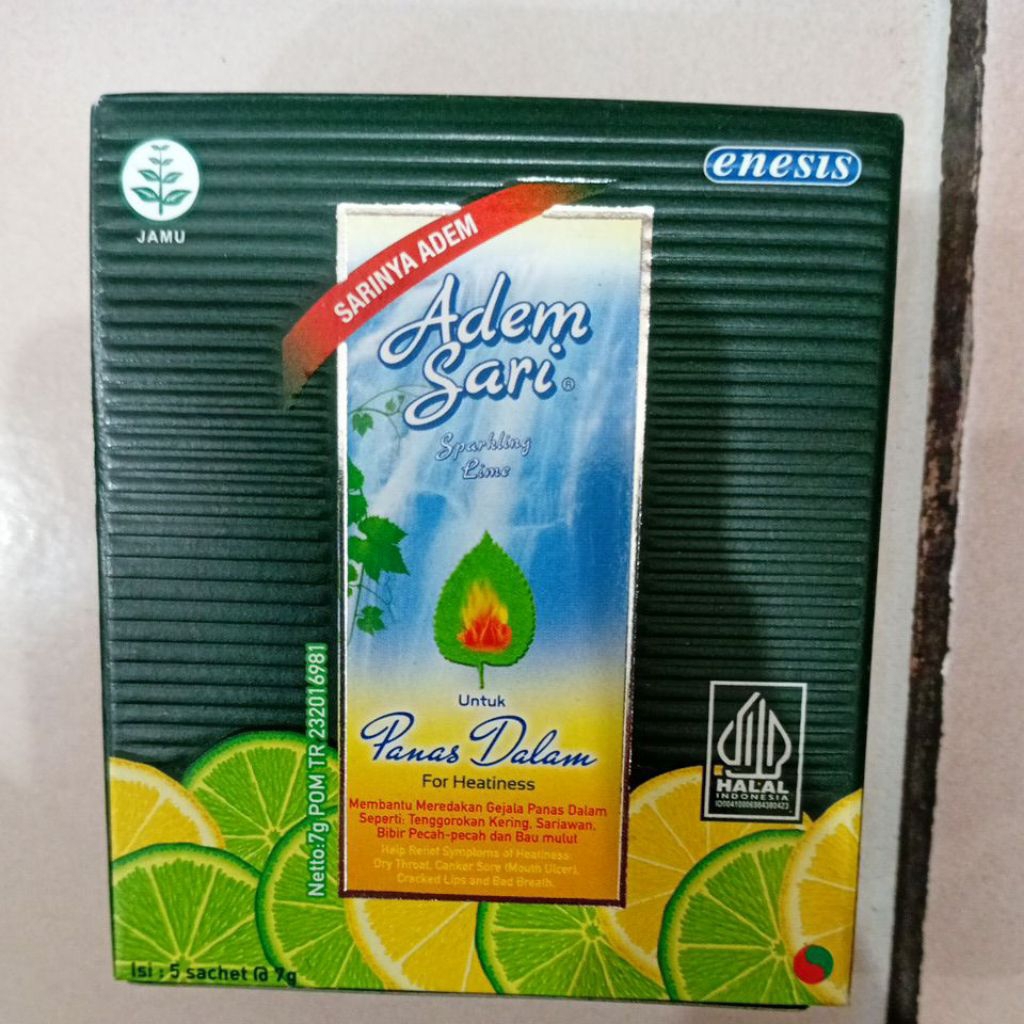 JAMU
enesis
SARINYA ADEM
Adem
Sari ®
Sparkling
Lime
Untuk
Panas Dalam
For Heatiness
Membantu Meredakan Gejala Panas Dalam
Seperti: Tenggorokan Kering, Sariawan,
Bibir Pecah-pecah dan Bau mulut
Help Relief Symptoms of Heatiness:
Dry Throat, Canker Sore (Mouth Ulcer),
Cracked Lips and Bad Breath.
Netto:7g POM TR 232016981
HALAL
INDONESIA
ID00410006984380423
Isi : 5 sachet @ 7g